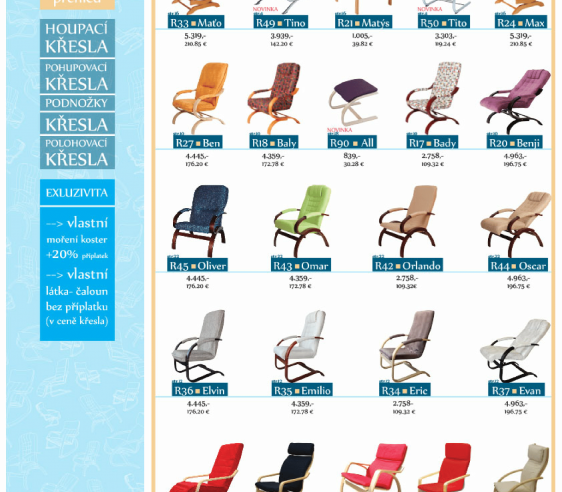 přehled
HOUPACÍ
KŘESLA
POHUPOVACÍ
KŘESLA
PODNOŽKY
KŘESLA
POLOHOVACÍ
KŘESLA
EXLUZIVITA
--> vlastní
moření koster
+20% příplatek
--> vlastní
látka- čaloun
bez příplatku
(v ceně křesla)
NOVINKA NOVINKA
R33 ■ Maťo R49 ■ Tino R21 ■ Matýs R50 ■ Tito R24 ■ Max
5.319,- 3.939,- 1.005,- 3.303,- 5.319,-
210.85 € 142.20 € 39.82 € 119.24 € 210.85 €
NOVINKA
R27 ■ Ben R18 ■ Baly R90 ■ All R17 ■ Bady R20 ■ Benji
4.445,- 4.359,- 839,- 2.758,- 4.963,-
176.20 € 172.78 € 30.28 € 109.32 € 196.75 €
R45 ■ Oliver R43 ■ Omar R42 ■ Orlando R44 ■ Oscar
4.445,- 4.359,- 2.758,- 4.963,-
176.20 € 172.78 € 109.32€ 196.75 €
R36 ■ Elvin R35 ■ Emilio R34 ■ Eric R37 ■ Evan
4.445,- 4.359,- 2.758- 4.963,-
176.20 € 172.78 € 109.32 € 196.75 €